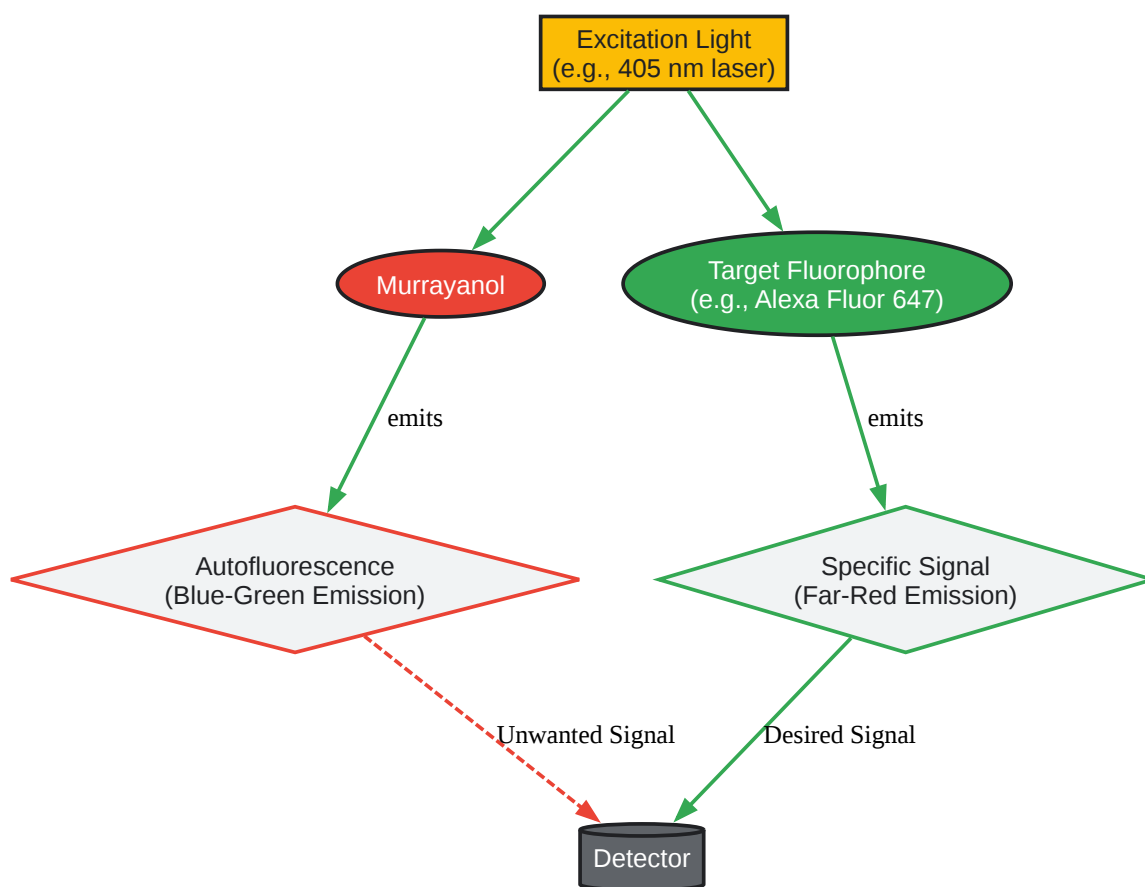 Excitation Light
(e.g., 405 nm laser)
Murrayanol
Target Fluorophore
(e.g., Alexa Fluor 647)
emits
emits
Autofluorescence
(Blue-Green Emission)
Specific Signal
(Far-Red Emission)
Unwanted Signal
Desired Signal
Detector